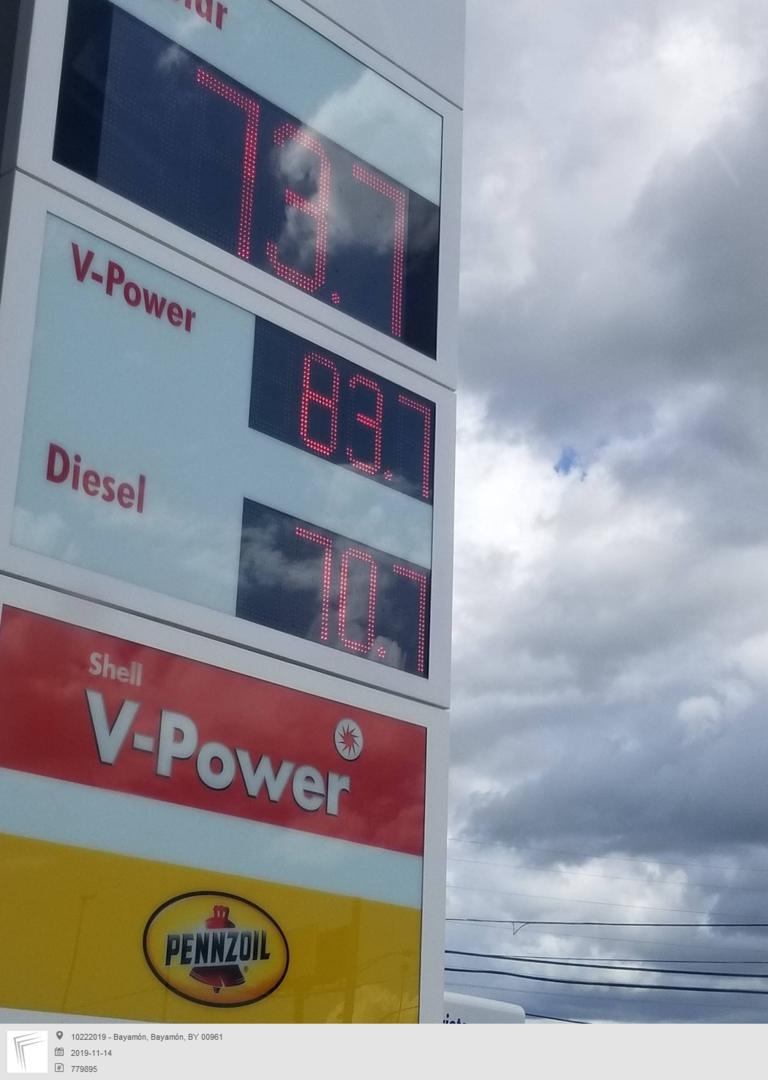 73.7
V-Power
83.7
Diesel
70.7
Shell
V-Power
PENNZOIL
10222019 - Bayamón, Bayamón, BY 00961
2019-11-14
779895